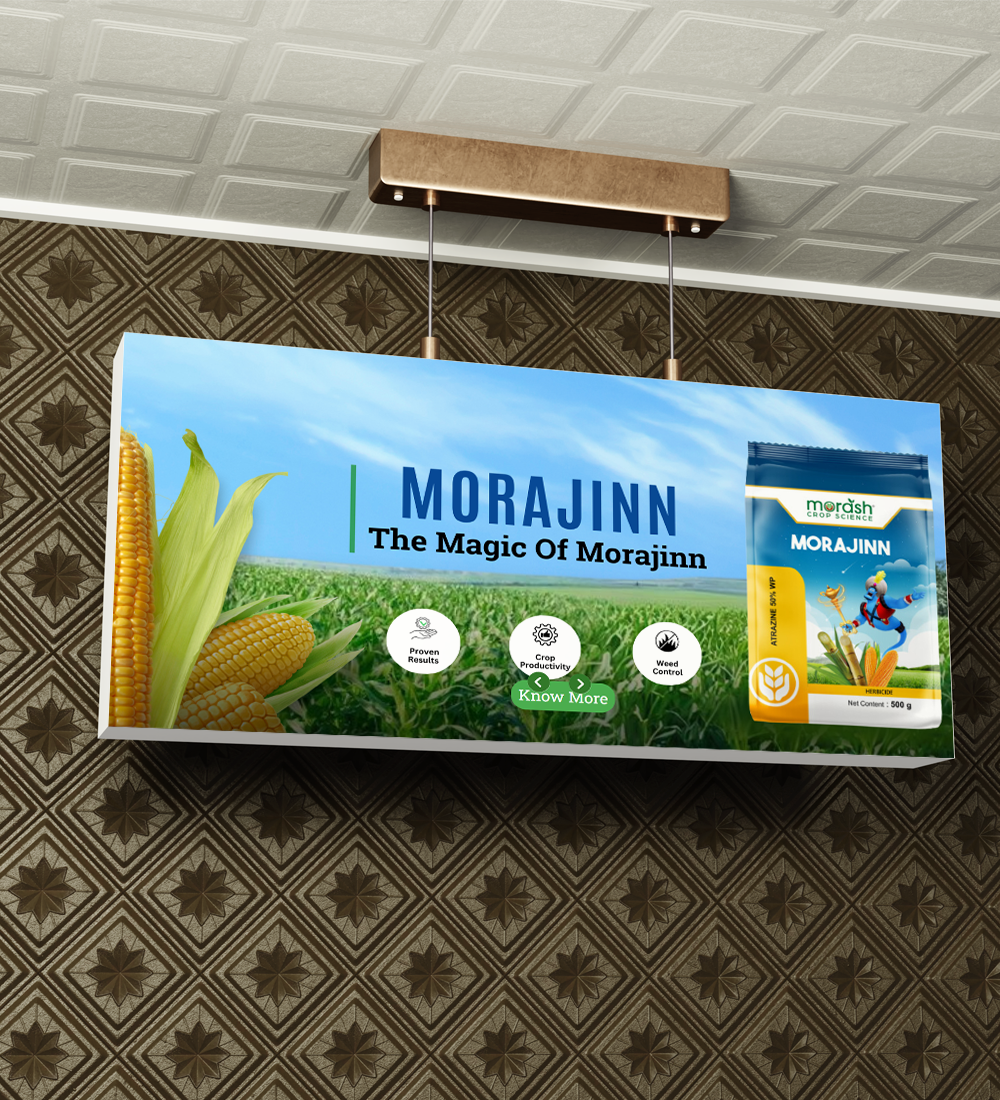 MORAJINN
The Magic Of Morajinn
Proven
Results
Crop
Productivity
Weed
Control
Know More
morash
CROP SCIENCE
MORAJINN
ATRAZINE 50% WP
HERBICIDE
Net Content : 500 g